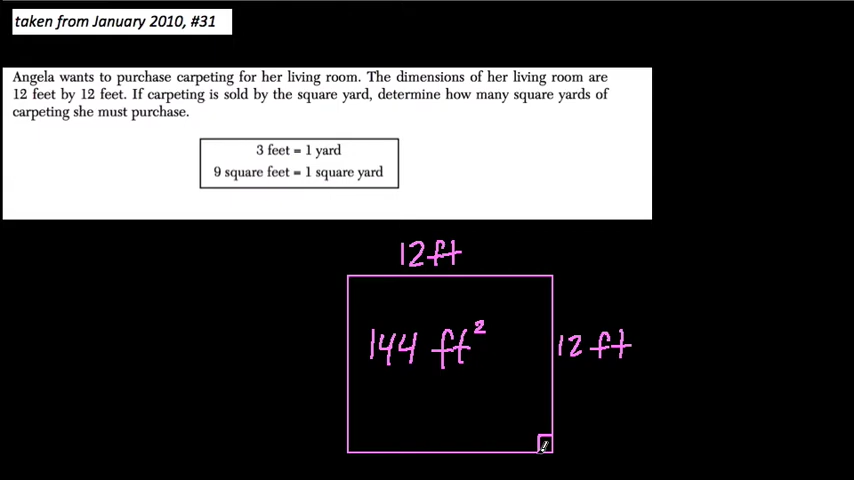 taken from January 2010, #31
Angela wants to purchase carpeting for her living room. The dimensions of her living room are
12 feet by 12 feet. If carpeting is sold by the square yard, determine how many square yards of
carpeting she must purchase.
3 feet = 1 yard
9 square feet = 1 square yard
12 ft
144 ft²
12 ft